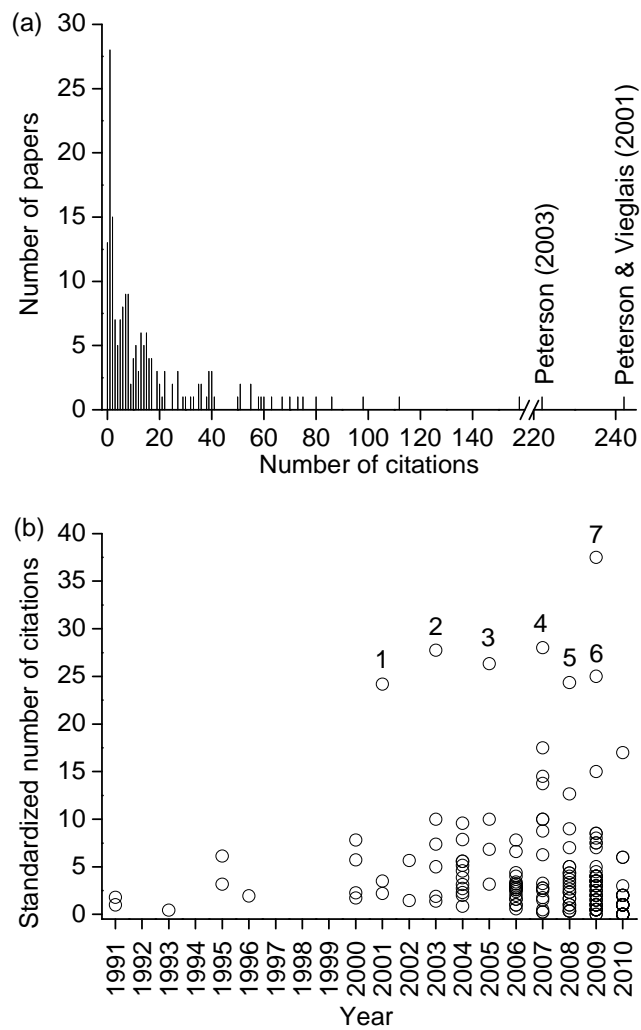 (a)
30
25
20
15
10
5
0
Number of papers
Peterson (2003)
Peterson & Vieglais (2001)
0 20 40 60 80 100 120 140 220 240
Number of citations
(b)
40
35
30
25
20
15
10
5
0
Standardized number of citations
1
2
3
4
5
6
7
1991 1992 1993 1994 1995 1996 1997 1998 1999 2000 2001 2002 2003 2004 2005 2006 2007 2008 2009 2010
Year